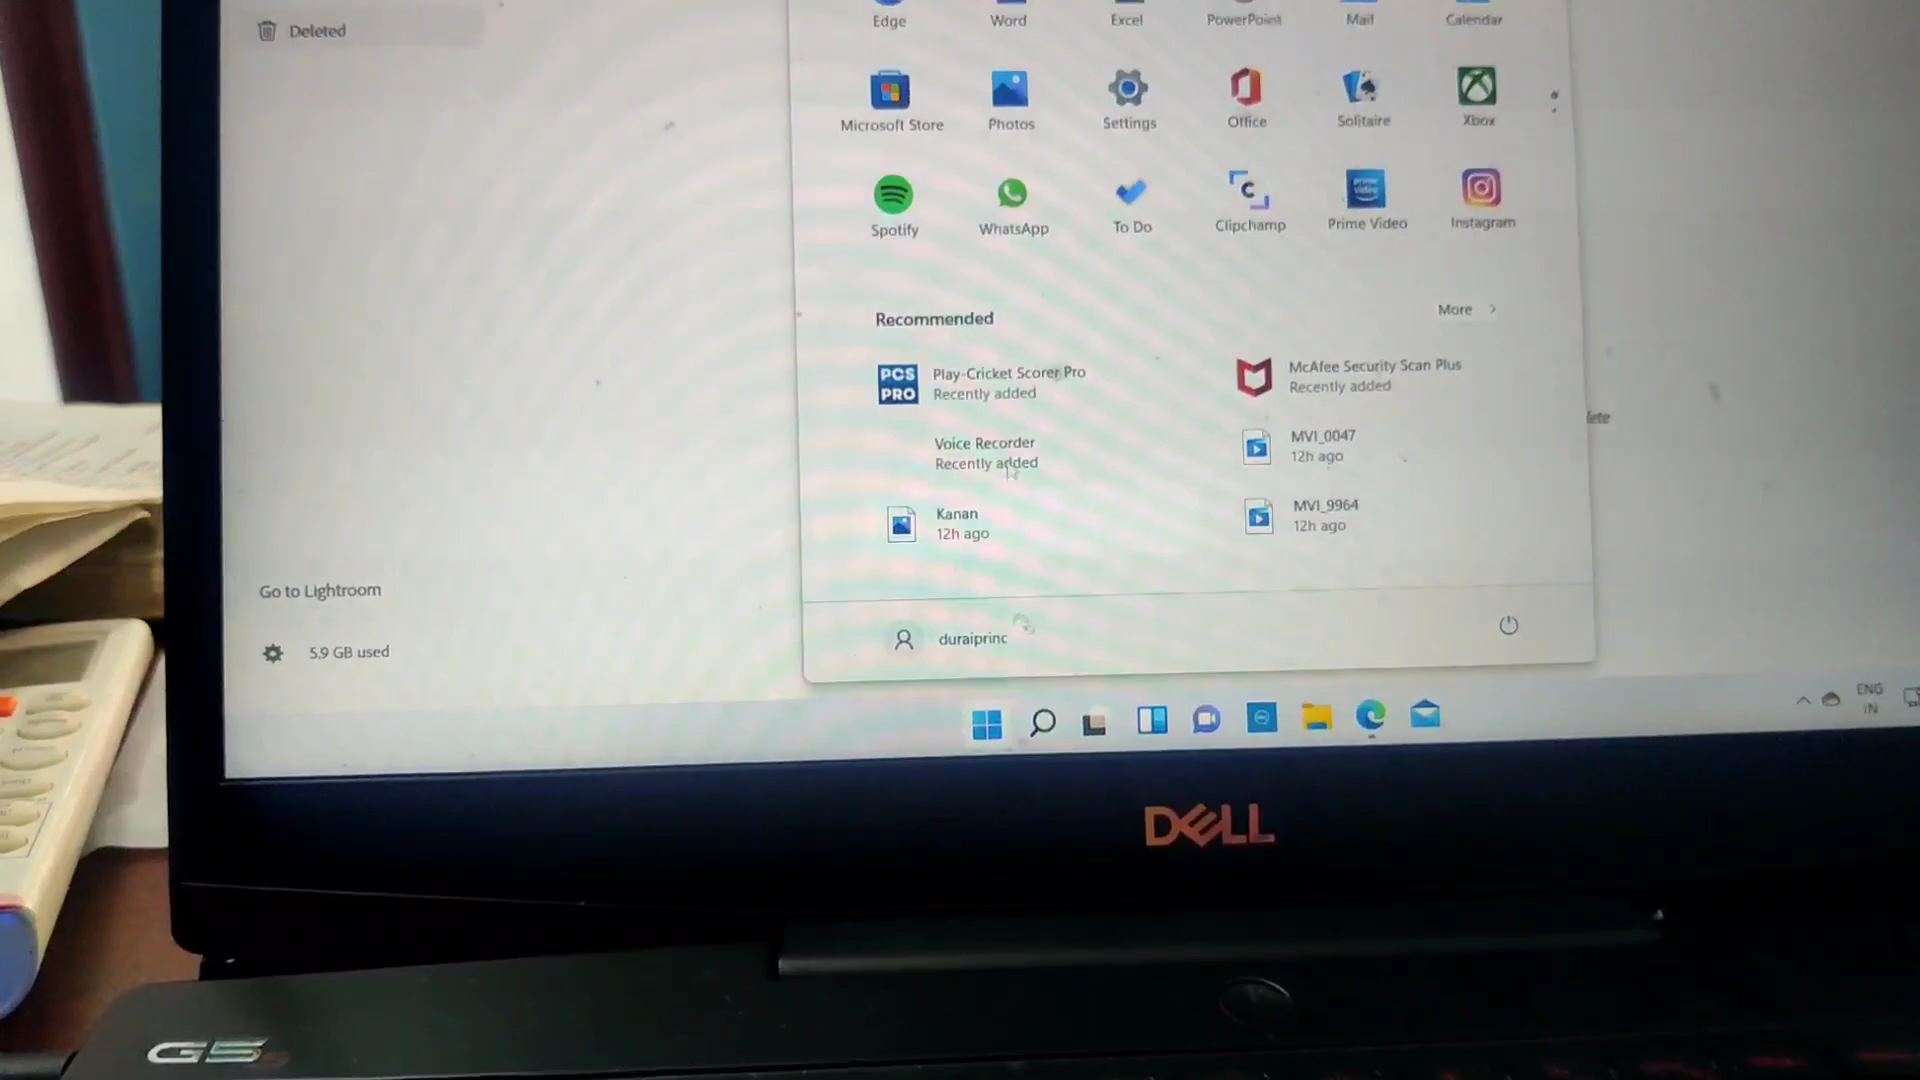 Deleted
Edge
Word
Excel
PowerPoint
Mail
Calendar
Microsoft Store
Photos
Settings
Office
Solitaire
Xbox
Spotify
WhatsApp
To Do
Clipchamp
prime video
Prime Video
Instagram
Recommended
More
PCS PRO
Play-Cricket Scorer Pro
Recently added
McAfee Security Scan Plus
Recently added
Voice Recorder
Recently added
MVI_0047
12h ago
Kanan
12h ago
MVI_9964
12h ago
Go to Lightroom
5.9 GB used
duraiprinc
ENG
IN
DELL
G5